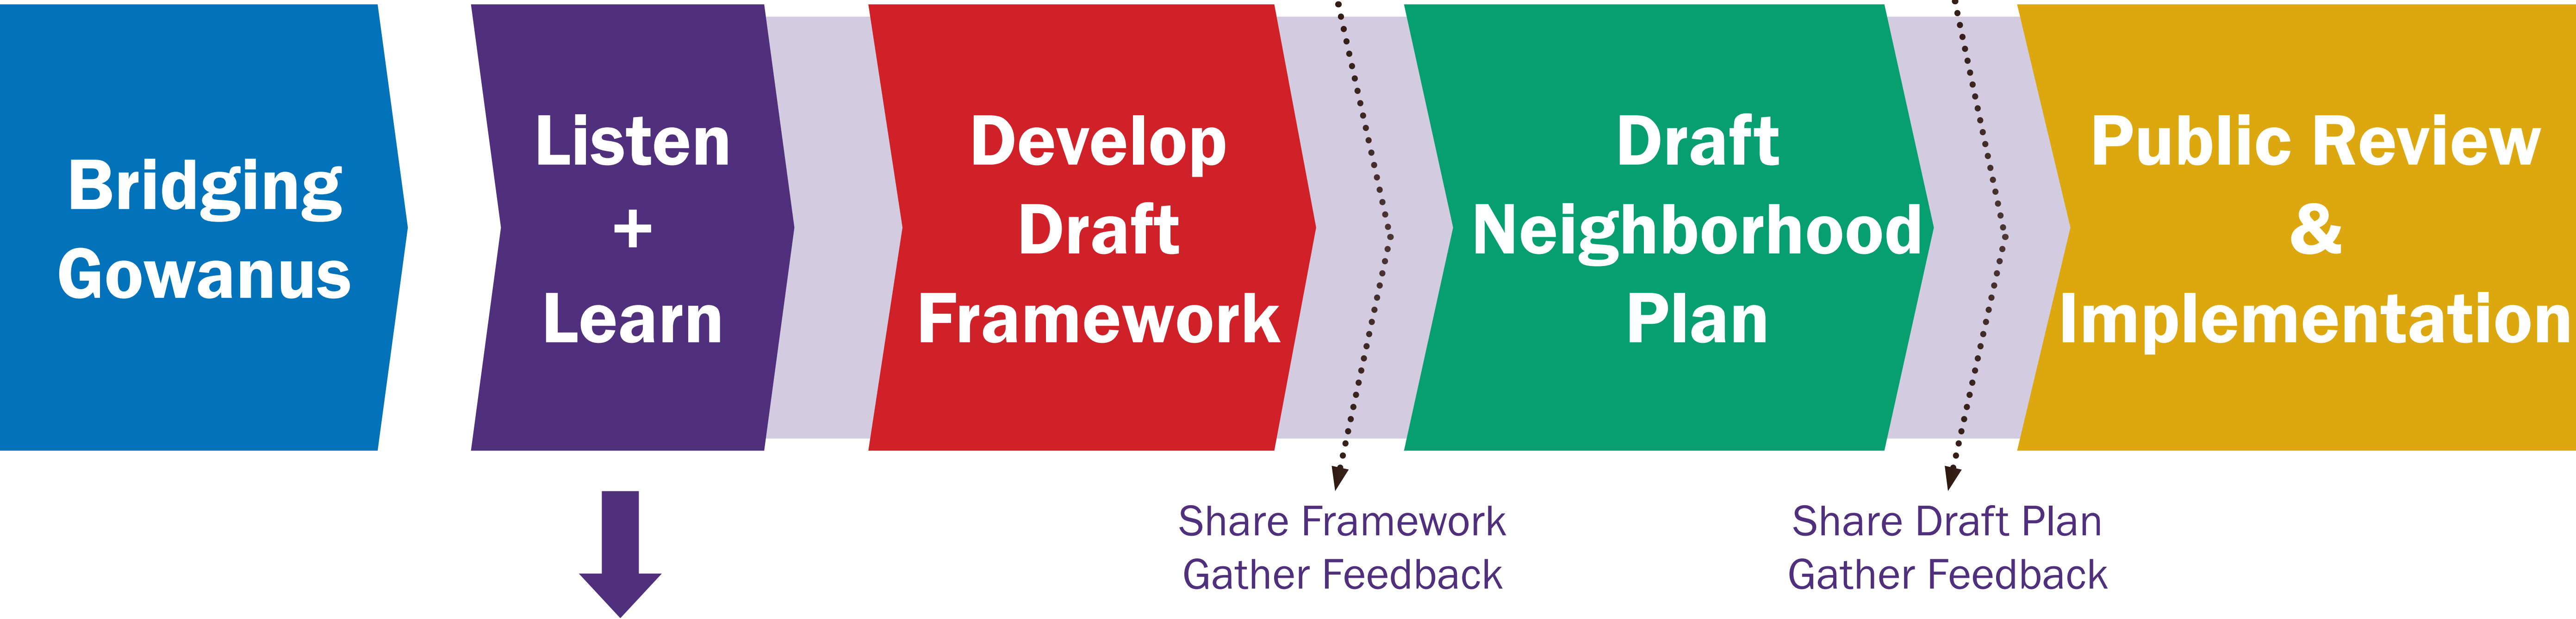 Bridging
Gowanus
Listen
+
Learn
Develop
Draft
Framework
Draft
Neighborhood
Plan
Public Review
&
Implementation
Share Framework
Gather Feedback
Share Draft Plan
Gather Feedback